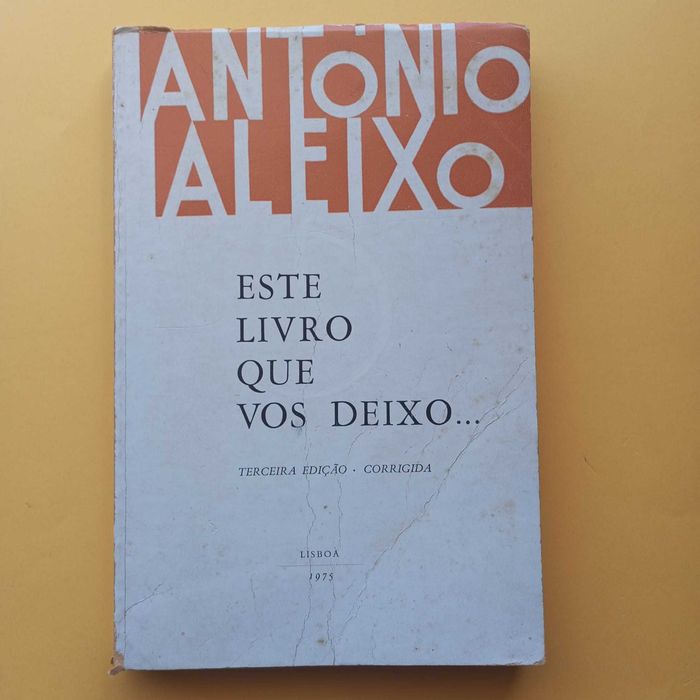 ANTÓNIO
ALEIXO
ESTE
LIVRO
QUE
VOS DEIXO...
TERCEIRA EDIÇÃO · CORRIGIDA
LISBOA
1975